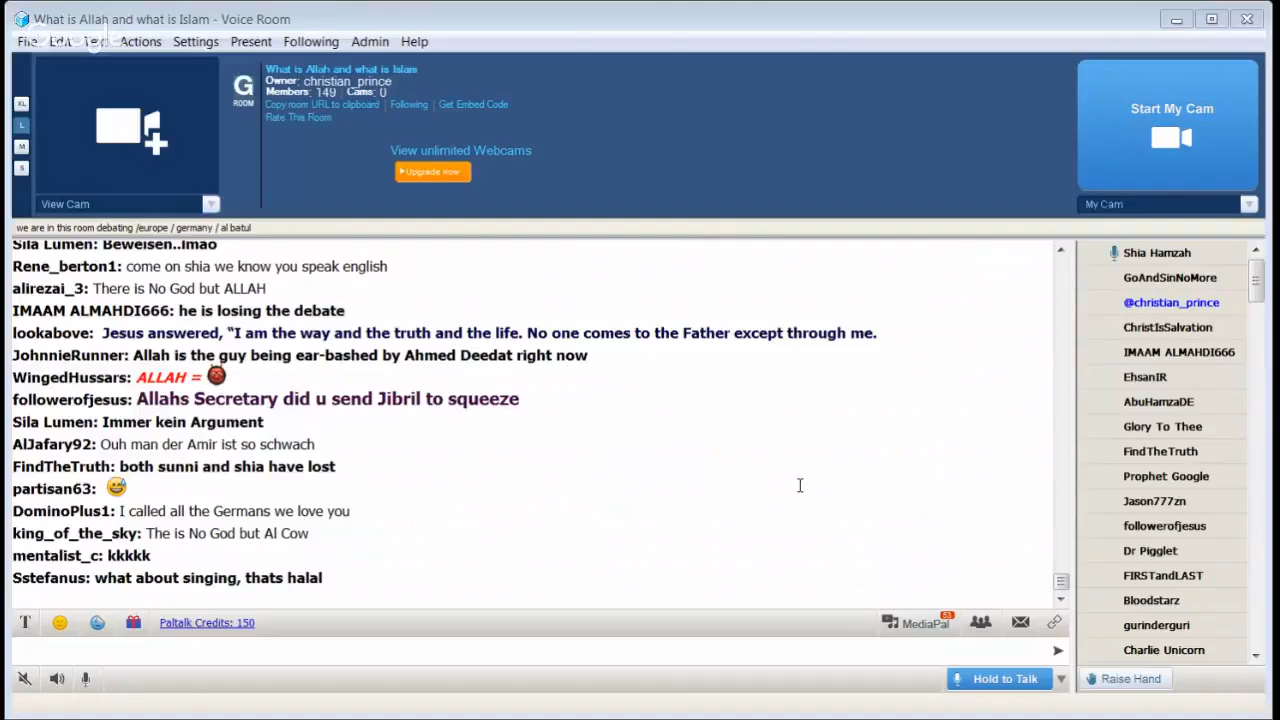 What is Allah and what is Islam - Voice Room
Google
File Edit Text Actions Settings Present Following Admin Help
XL
L
M
S
View Cam
G
ROOM
What is Allah and what is Islam
Owner: christian_prince
Members: 149 Cams: 0
Copy room URL to clipboard Following Get Embed Code
Rate This Room
View unlimited Webcams
Upgrade now
Start My Cam
My Cam
we are in this room debating /europe / germany / al batul
Sila Lumen: Beweisen..lmao
Rene_berton1: come on shia we know you speak english
alirezai_3: There is No God but ALLAH
IMAAM ALMAHDI666: he is losing the debate
lookabove: Jesus answered, “I am the way and the truth and the life. No one comes to the Father except through me.
JohnnieRunner: Allah is the guy being ear-bashed by Ahmed Deedat right now
WingedHussars: ALLAH =
followerofjesus: Allahs Secretary did u send Jibril to squeeze
Sila Lumen: Immer kein Argument
AlJafary92: Ouh man der Amir ist so schwach
FindTheTruth: both sunni and shia have lost
partisan63:
DominoPlus1: I called all the Germans we love you
king_of_the_sky: The is No God but Al Cow
mentalist_c: kkkkk
Sstefanus: what about singing, thats halal
Shia Hamzah
GoAndSinNoMore
@christian_prince
ChristIsSalvation
IMAAM ALMAHDI666
EhsanIR
AbuHamzaDE
Glory To Thee
FindTheTruth
Prophet Google
Jason777zn
followerofjesus
Dr Pigglet
FIRSTandLAST
Bloodstarz
gurinderguri
Charlie Unicorn
T
Paltalk Credits: 150
MediaPal
53
Hold to Talk
Raise Hand